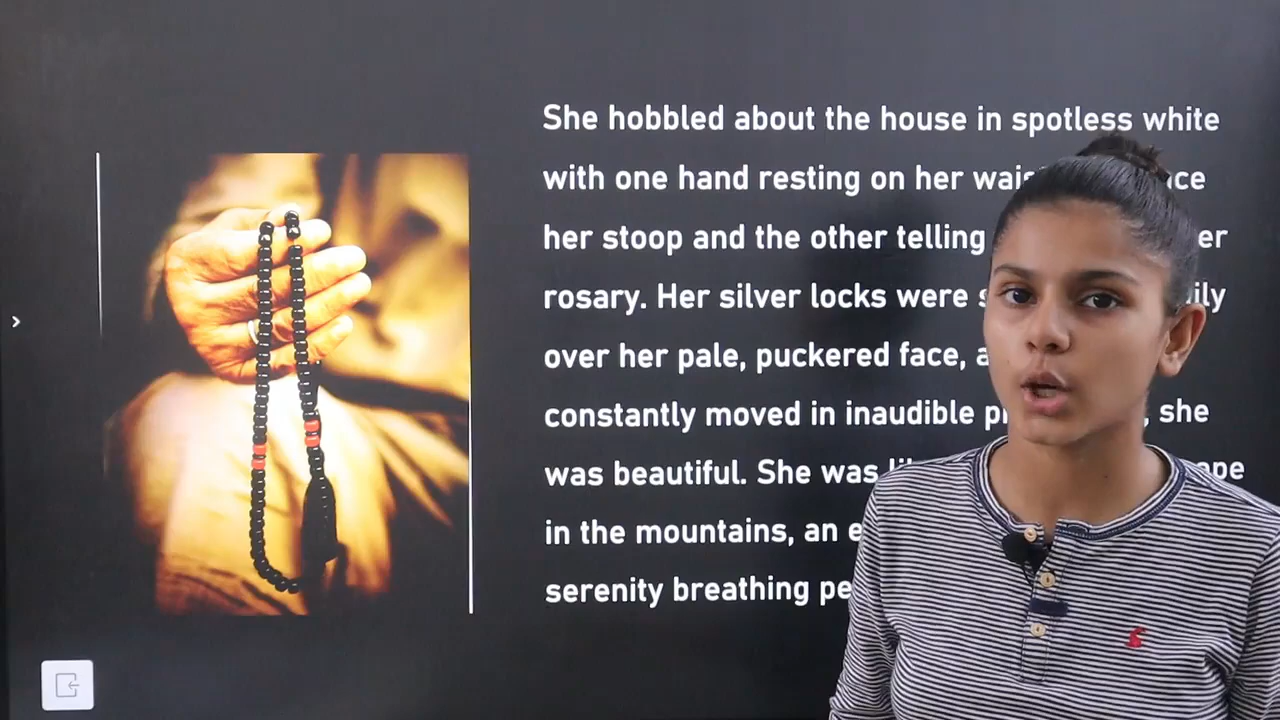 She hobbled about the house in spotless white
with one hand resting on her
her stoop and the other telling
rosary. Her silver locks were
over her pale, puckered face,
constantly moved in inaudible , she
was beautiful. She was
in the mountains, an
serenity breathing